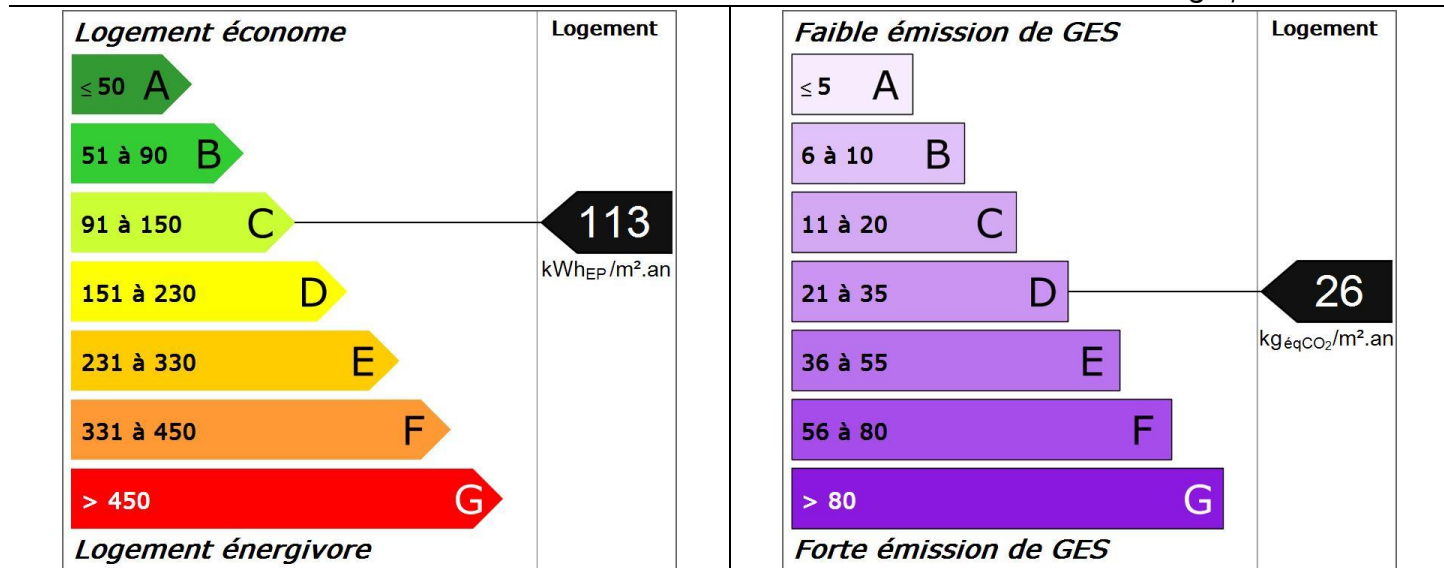 Logement économe
Logement
≤ 50 A
51 à 90 B
91 à 150 C
113
kWhEP/m².an
151 à 230 D
231 à 330 E
331 à 450 F
> 450 G
Logement énergivore
Faible émission de GES
Logement
≤ 5 A
6 à 10 B
11 à 20 C
21 à 35 D
26
kgéqCO₂/m².an
36 à 55 E
56 à 80 F
> 80 G
Forte émission de GES